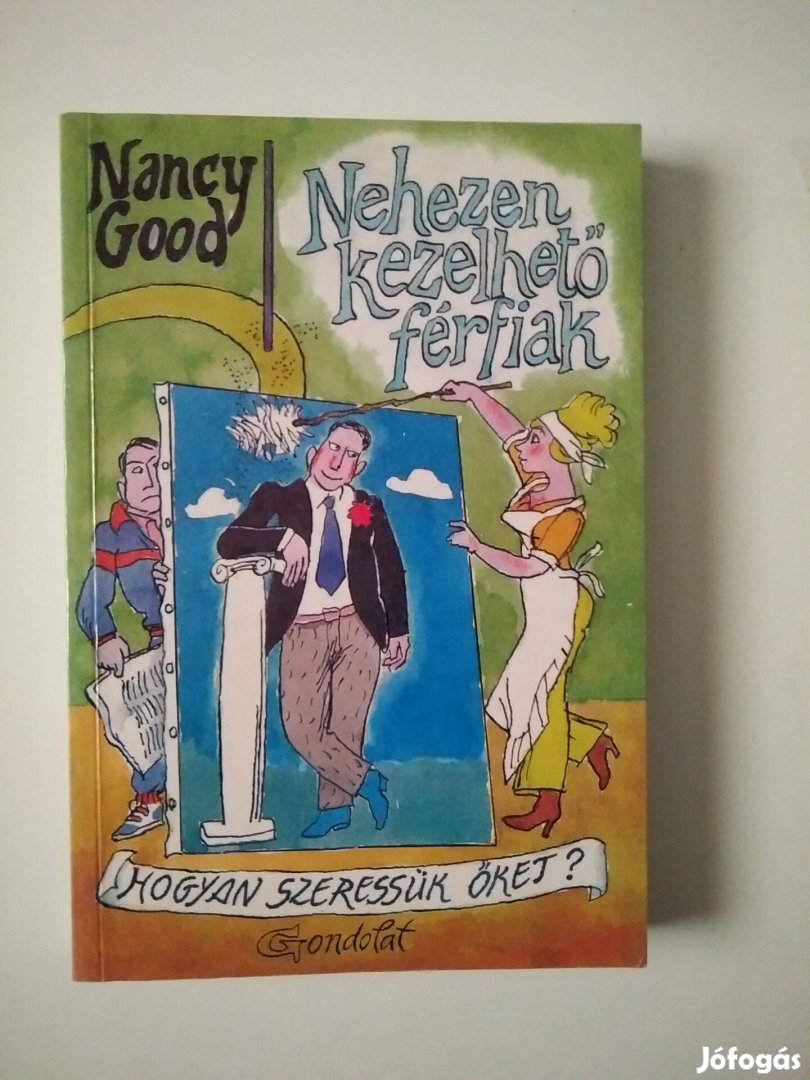 Nancy
Good
Nehezen
kezelhető
férfiak
HOGYAN SZERESSÜK ŐKET?
Gondolat
Jófogás